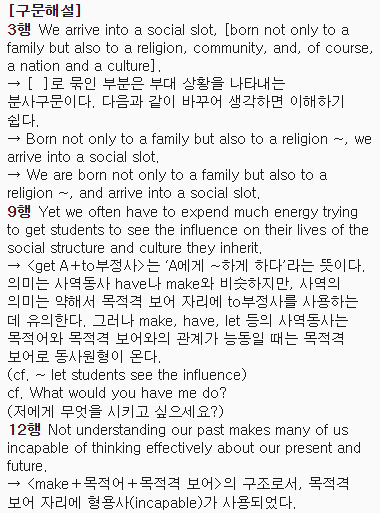 [구문해설]
3행 We arrive into a social slot, [born not only to a
family but also to a religion, community, and, of course,
a nation and a culture].
→ [  ]로 묶인 부분은 부대 상황을 나타내는
분사구문이다. 다음과 같이 바꾸어 생각하면 이해하기
쉽다.
→ Born not only to a family but also to a religion ~, we
arrive into a social slot.
→ We are born not only to a family but also to a
religion ~, and arrive into a social slot.
9행 Yet we often have to expend much energy trying
to get students to see the influence on their lives of the
social structure and culture they inherit.
→ <get A+to부정사>는 ‘A에게 ~하게 하다’라는 뜻이다.
의미는 사역동사 have나 make와 비슷하지만, 사역의
의미는 약해서 목적격 보어 자리에 to부정사를 사용하는
데 유의한다. 그러나 make, have, let 등의 사역동사는
목적어와 목적격 보어와의 관계가 능동일 때는 목적격
보어로 동사원형이 온다.
(cf. ~ let students see the influence)
cf. What would you have me do?
(저에게 무엇을 시키고 싶으세요?)
12행 Not understanding our past makes many of us
incapable of thinking effectively about our present and
future.
→ <make+목적어+목적격 보어>의 구조로서, 목적격
보어 자리에 형용사(incapable)가 사용되었다.